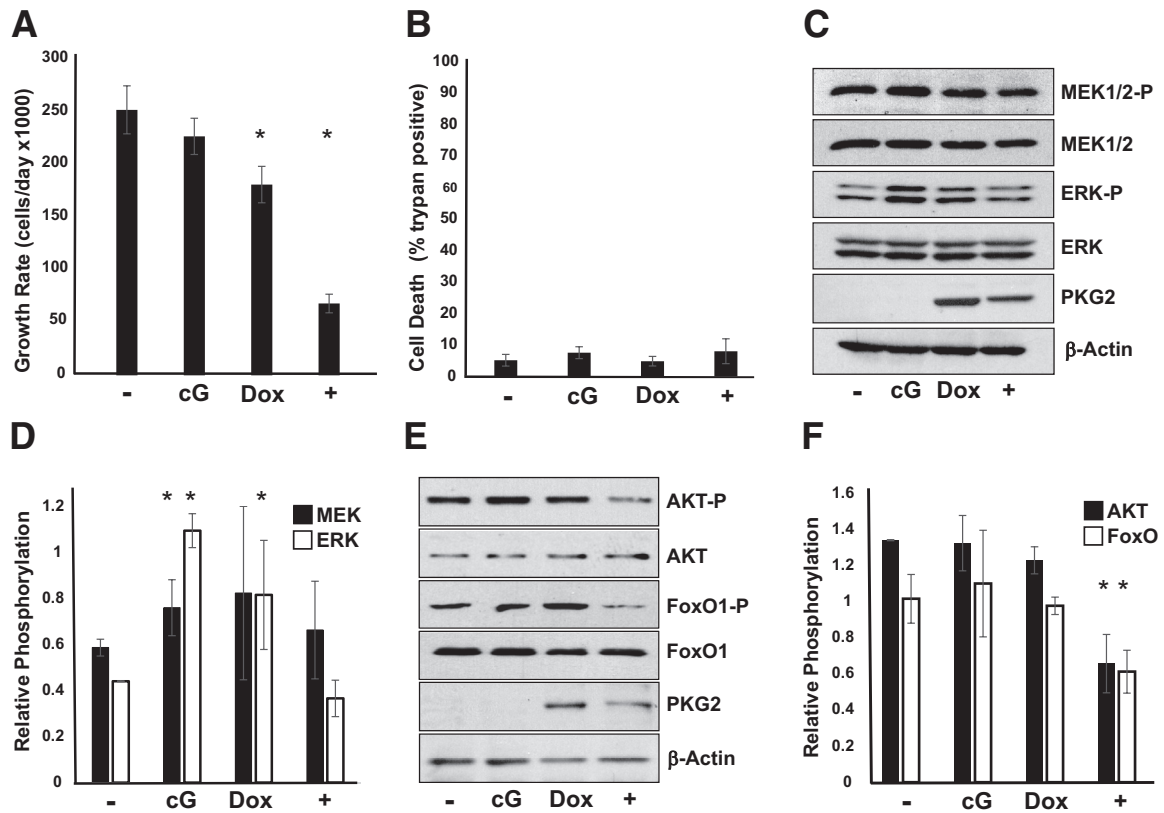 A
Growth Rate (cells/day x1000)
300
250
200
150
100
50
0
*
*
-
cG
Dox
+
B
Cell Death (% trypan positive)
100
90
80
70
60
50
40
30
20
10
0
-
cG
Dox
+
C
MEK1/2-P
MEK1/2
ERK-P
ERK
PKG2
β-Actin
- cG Dox +
D
Relative Phosphorylation
1.2
1
0.8
0.6
0.4
0.2
0
* *
*
MEK
ERK
-
cG
Dox
+
E
AKT-P
AKT
FoxO1-P
FoxO1
PKG2
β-Actin
- cG Dox +
F
Relative Phosphorylation
1.6
1.4
1.2
1
0.8
0.6
0.4
0.2
0
AKT
FoxO
* *
-
cG
Dox
+